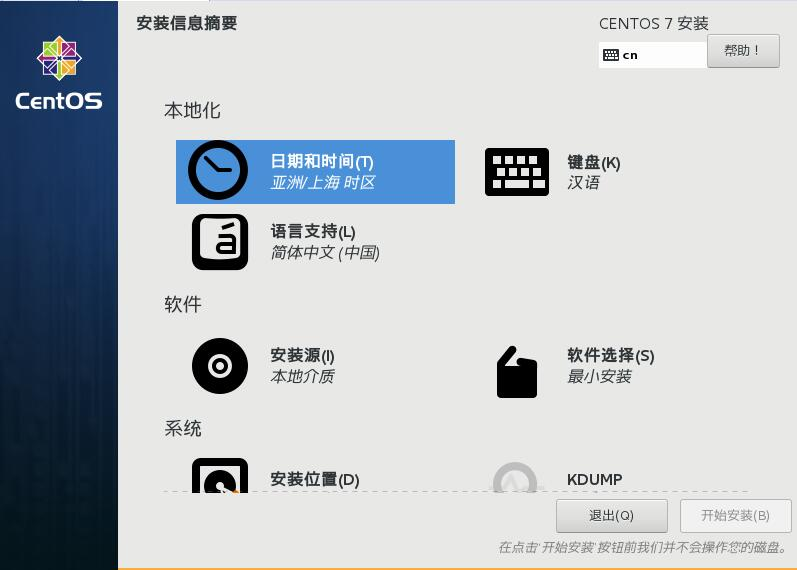 安装信息摘要
CENTOS 7 安装
cn
帮助！
CentOS
本地化
日期和时间(T)
亚洲/上海 时区
键盘(K)
汉语
语言支持(L)
简体中文 (中国)
á
软件
安装源(I)
本地介质
软件选择(S)
最小安装
系统
安装位置(D)
KDUMP
退出(Q)
开始安装(B)
在点击'开始安装'按钮前我们并不会操作您的磁盘。